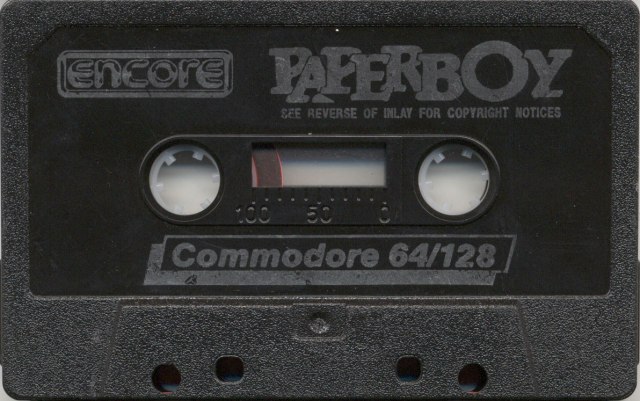 encore
PAPERBOY
SEE REVERSE OF INLAY FOR COPYRIGHT NOTICES
100 50 0
Commodore 64/128